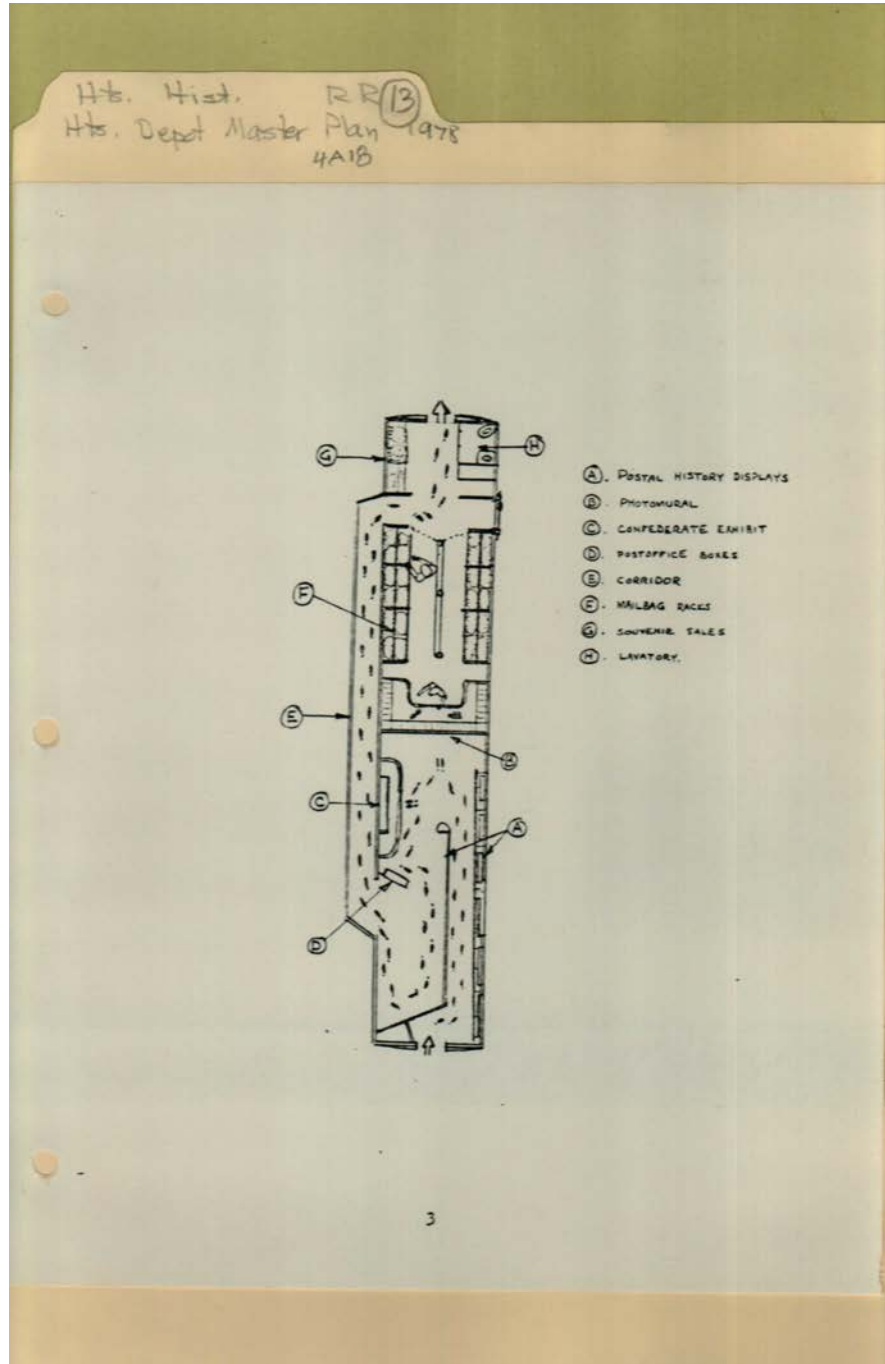 Hts. Hist. RR 13
Hts. Depot Master Plan 1978
4A18
G
H
F
E
B
C
A
D
A. POSTAL HISTORY DISPLAYS
B. PHOTOMURAL
C. CONFEDERATE EXHIBIT
D. POSTOFFICE BOXES
E. CORRIDOR
F. MAILBAG RACKS
G. SOUVENIR SALES
H. LAVATORY.
3